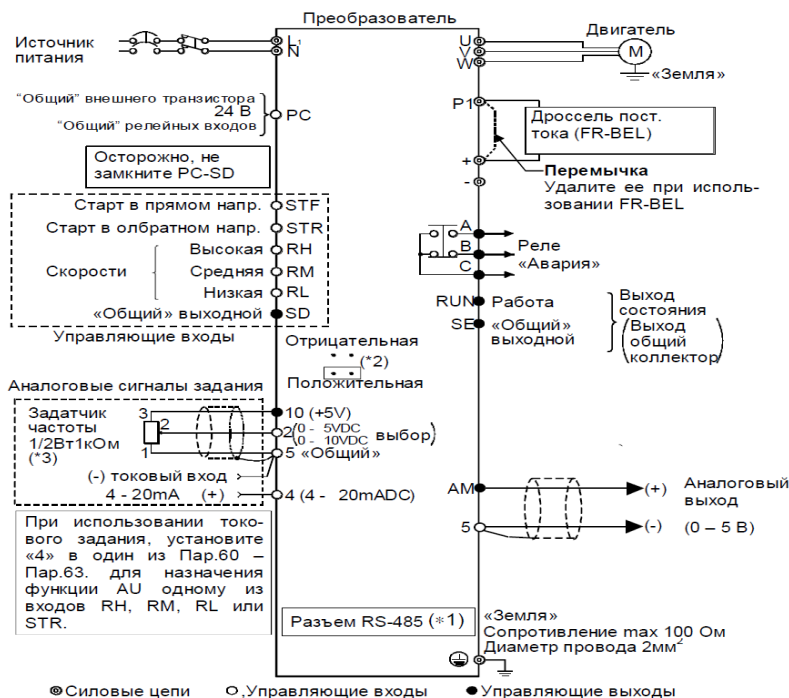 Преобразователь
Источник
питания
L1
N
U
V
W
Двигатель
M
«Земля»
"Общий" внешнего транзистора
24 В
"Общий" релейных входов
PC
P1
Дроссель пост.
тока (FR-BEL)
+
Перемычка
Удалите ее при исполь-
зовании FR-BEL
-
Осторожно, не
замкните PC-SD
Старт в прямом напр.
STF
Старт в олбратном напр.
STR
Скорости
Высокая
RH
Средняя
RM
Низкая
RL
«Общий» выходной
SD
Управляющие входы
A
B
C
Реле
«Авария»
RUN
Работа
SE
«Общий»
выходной
Выход
состояния
(Выход
общий
коллектор)
Отрицательная
(*2)
Положительная
Аналоговые сигналы задания
Задатчик
частоты
1/2Вт1кОм
(*3)
3
2
1
10 (+5V)
2
(0 - 5VDC
0 - 10VDC
выбор)
5 «Общий»
(-) токовый вход
4 - 20mA (+)
4 (4 - 20mADC)
AM
(+)
Аналоговый
выход
5
(-)
(0 – 5 В)
При использовании токо-
вого задания, установите
«4» в один из Пар.60 –
Пар.63. для назначения
функции AU одному из
входов RH, RM, RL или
STR.
Разъем RS-485 (*1)
«Земля»
Сопротивление max 100 Ом
Диаметр провода 2мм²
Силовые цепи
,Управляющие входы
Управляющие выходы